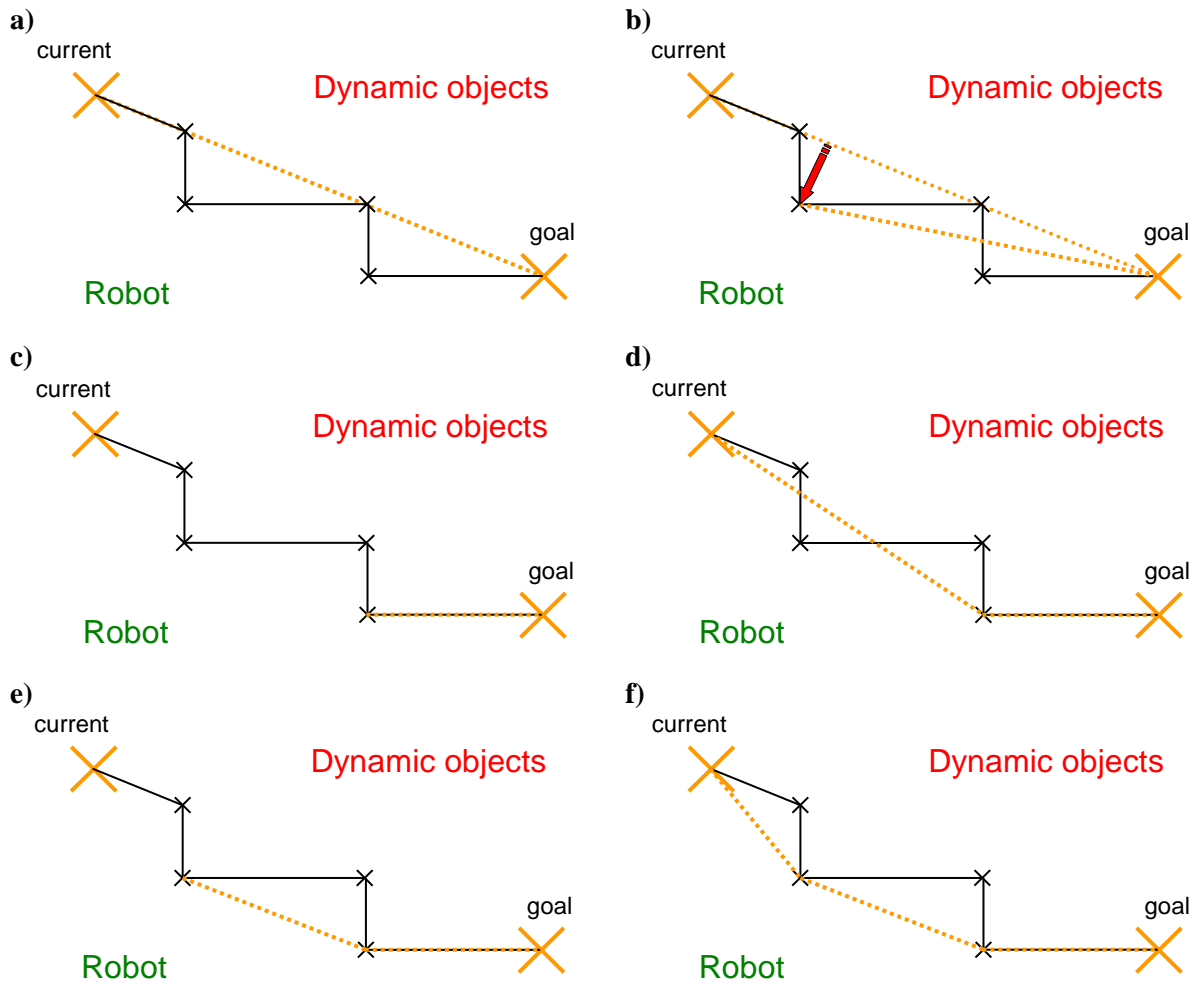 a)
current
Dynamic objects
goal
Robot
b)
current
Dynamic objects
goal
Robot
c)
current
Dynamic objects
goal
Robot
d)
current
Dynamic objects
goal
Robot
e)
current
Dynamic objects
goal
Robot
f)
current
Dynamic objects
goal
Robot